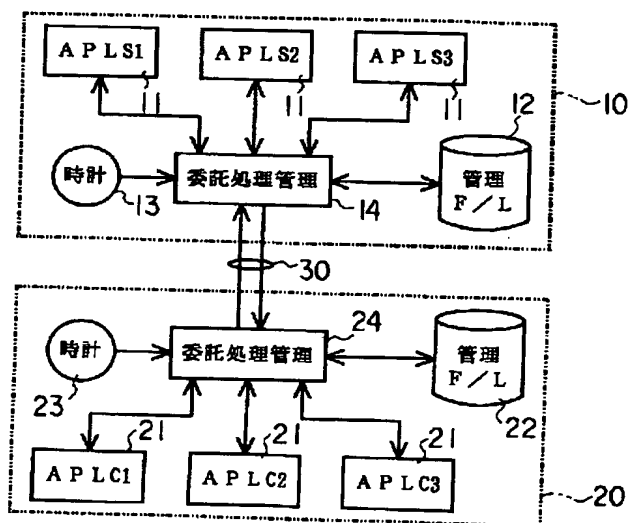 APLS1
APLS2
APLS3
11
11
11
12
10
時計
委託処理管理
管理
F/L
13
14
30
24
時計
委託処理管理
管理
F/L
23
22
21
21
21
APLC1
APLC2
APLC3
20